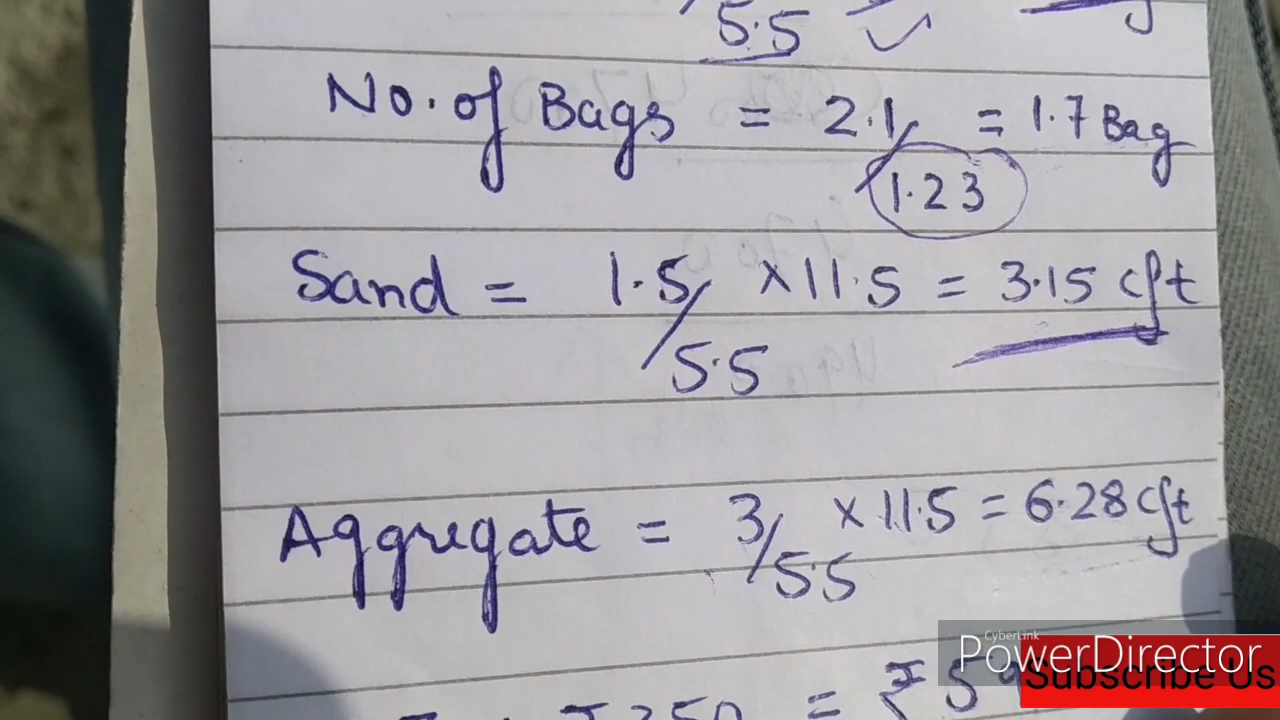 5.5
No. of Bags = 2.1/1.23 = 1.7 Bag
Sand = 1.5/5.5 × 11.5 = 3.15 cft
Aggregate = 3/5.5 × 11.5 = 6.28 cft
CyberLink
PowerDirector
Subscribe Us
= ₹59